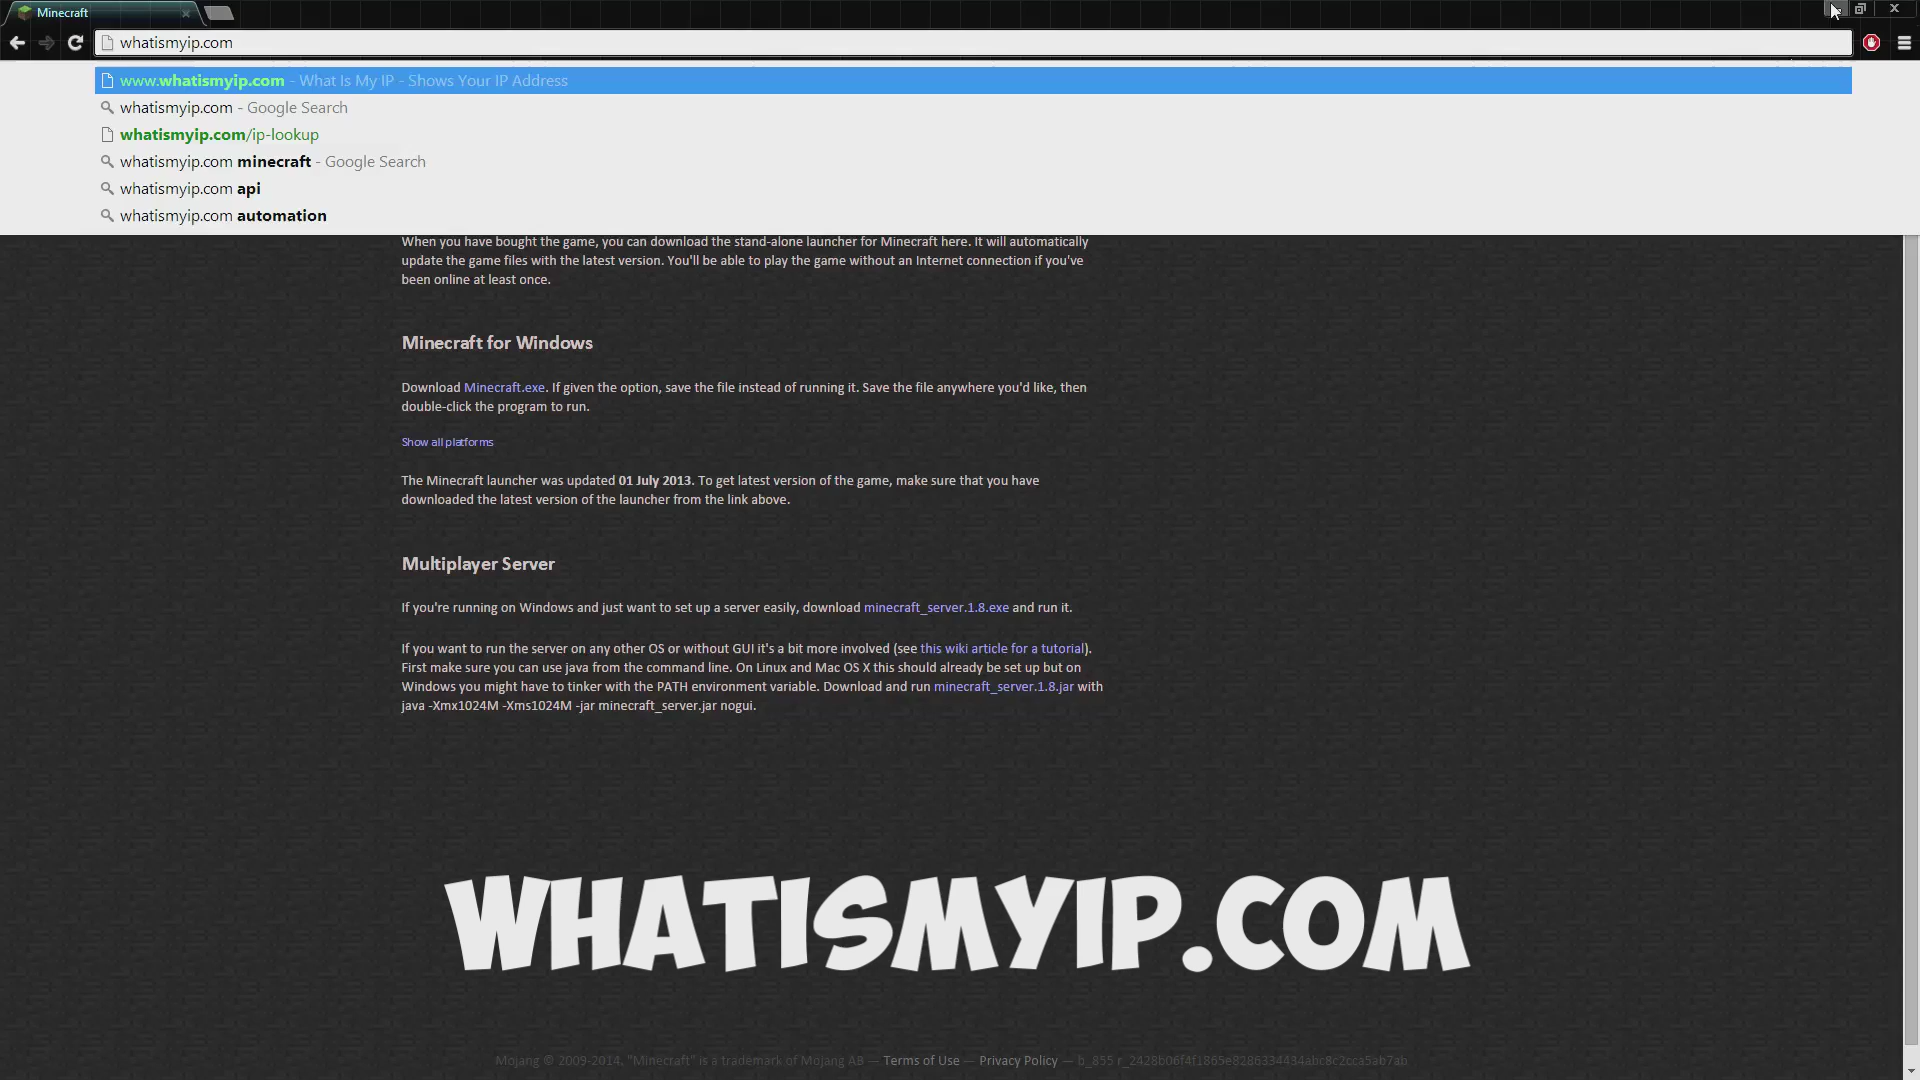 Minecraft
whatismyip.com
www.whatismyip.com - What Is My IP - Shows Your IP Address
whatismyip.com - Google Search
whatismyip.com/ip-lookup
whatismyip.com minecraft - Google Search
whatismyip.com api
whatismyip.com automation
When you have bought the game, you can download the stand-alone launcher for Minecraft here. It will automatically
update the game files with the latest version. You'll be able to play the game without an Internet connection if you've
been online at least once.
Minecraft for Windows
Download Minecraft.exe. If given the option, save the file instead of running it. Save the file anywhere you'd like, then
double-click the program to run.
Show all platforms
The Minecraft launcher was updated 01 July 2013. To get latest version of the game, make sure that you have
downloaded the latest version of the launcher from the link above.
Multiplayer Server
If you're running on Windows and just want to set up a server easily, download minecraft_server.1.8.exe and run it.
If you want to run the server on any other OS or without GUI it's a bit more involved (see this wiki article for a tutorial).
First make sure you can use java from the command line. On Linux and Mac OS X this should already be set up but on
Windows you might have to tinker with the PATH environment variable. Download and run minecraft_server.1.8.jar with
java -Xmx1024M -Xms1024M -jar minecraft_server.jar nogui.
WHATISMYIP.COM
Mojang © 2009-2014. "Minecraft" is a trademark of Mojang AB — Terms of Use — Privacy Policy —